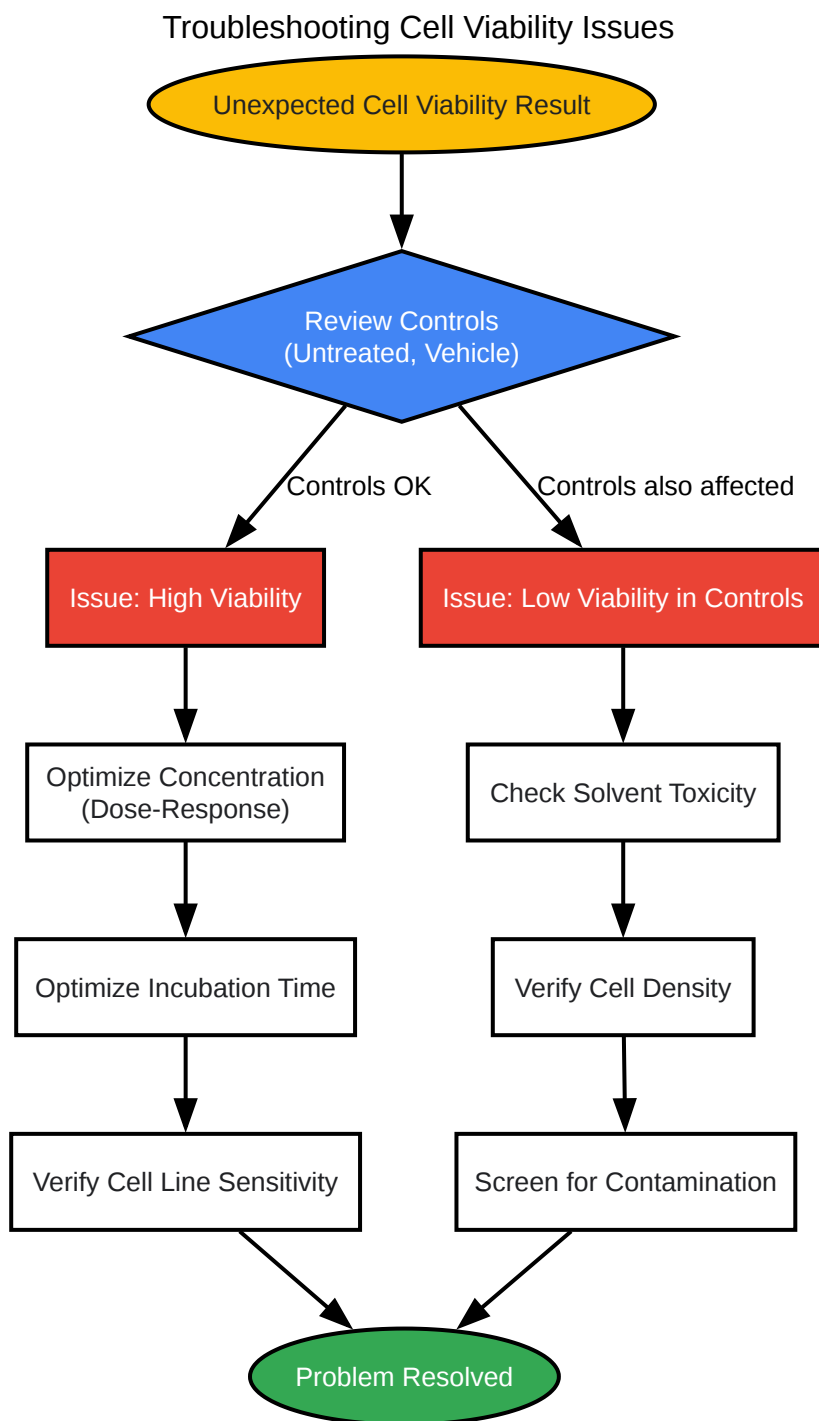 Troubleshooting Cell Viability Issues
Unexpected Cell Viability Result
Review Controls
(Untreated, Vehicle)
Controls OK
Controls also affected
Issue: High Viability
Issue: Low Viability in Controls
Optimize Concentration
(Dose-Response)
Check Solvent Toxicity
Optimize Incubation Time
Verify Cell Density
Verify Cell Line Sensitivity
Screen for Contamination
Problem Resolved